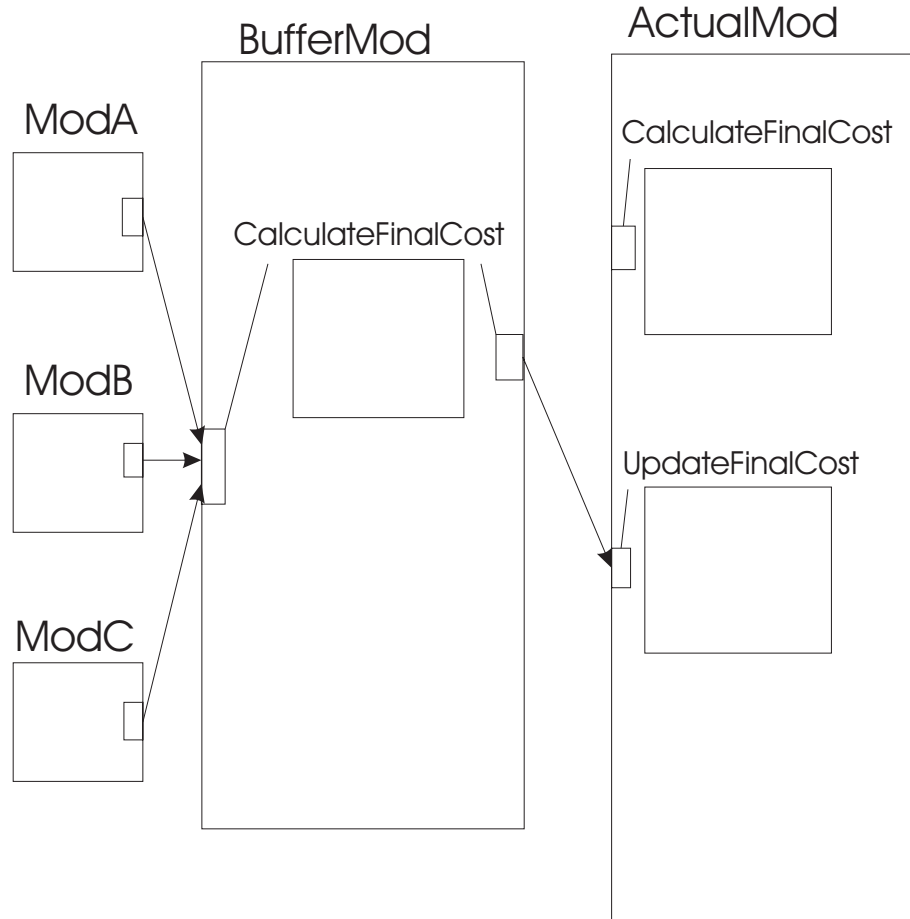 BufferMod
ActualMod
ModA
CalculateFinalCost
CalculateFinalCost
ModB
UpdateFinalCost
ModC